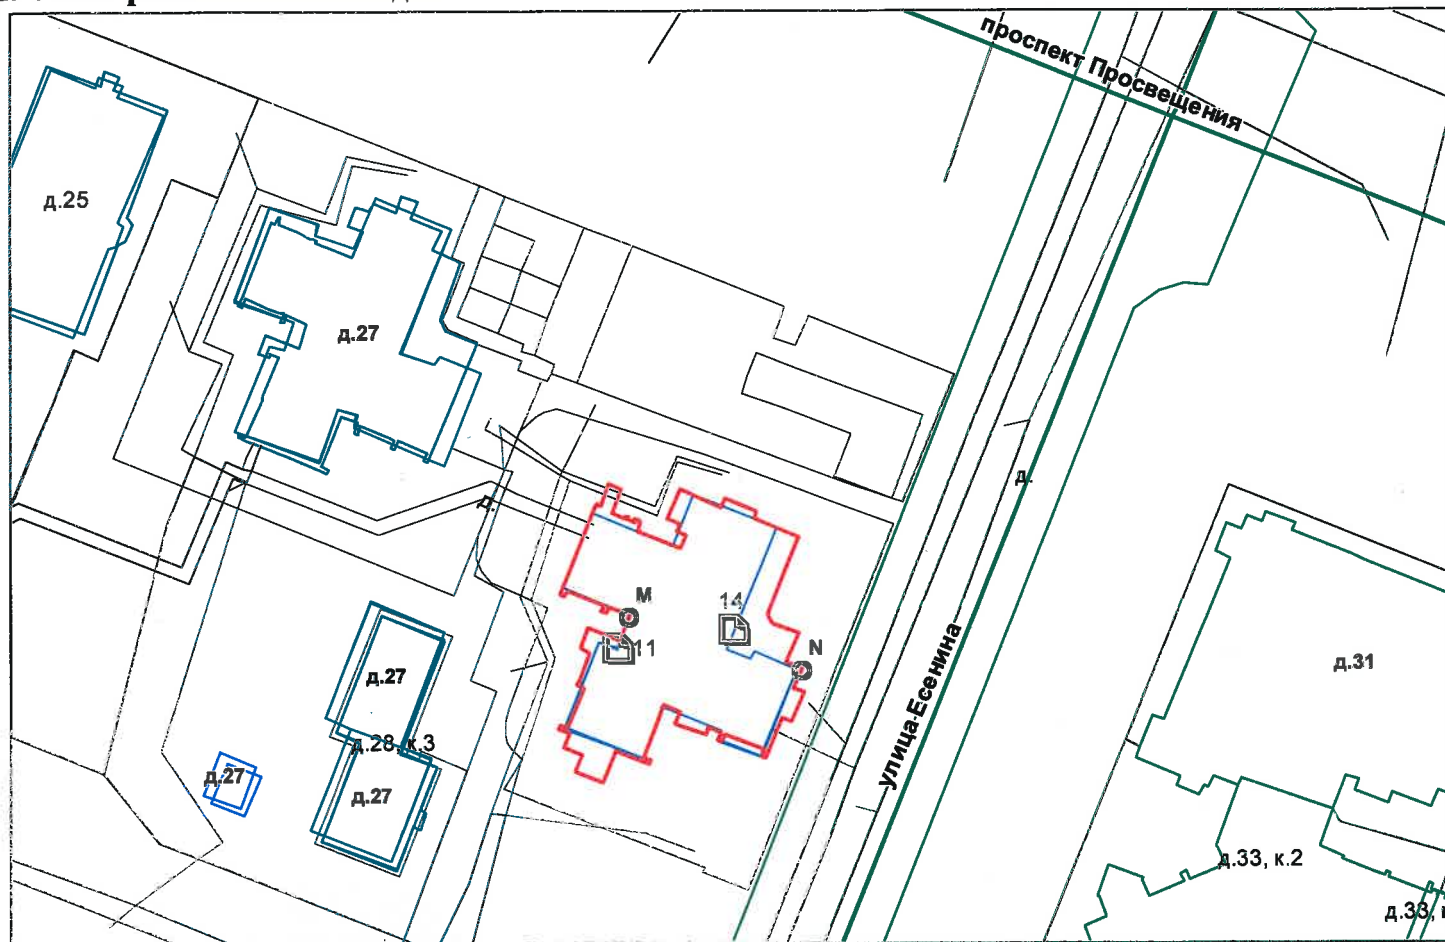 проспект Просвещения
д.25
д.27
д.
д.
М
14
11
N
д.31
улица Есенина
д.27
д.28, к.3
д.27
д.27
д.33, к.2
д.33,